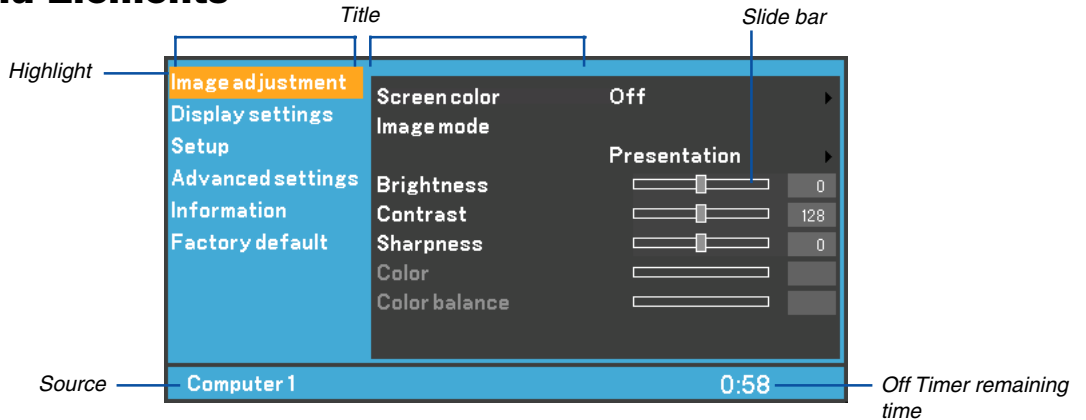 Elements
Title
Slide bar
Highlight
Image adjustment
Display settings
Setup
Advanced settings
Information
Factory default
Screen color Off
Image mode
Presentation
Brightness 0
Contrast 128
Sharpness 0
Color
Color balance
Source
Computer 1
0:58
Off Timer remaining
time